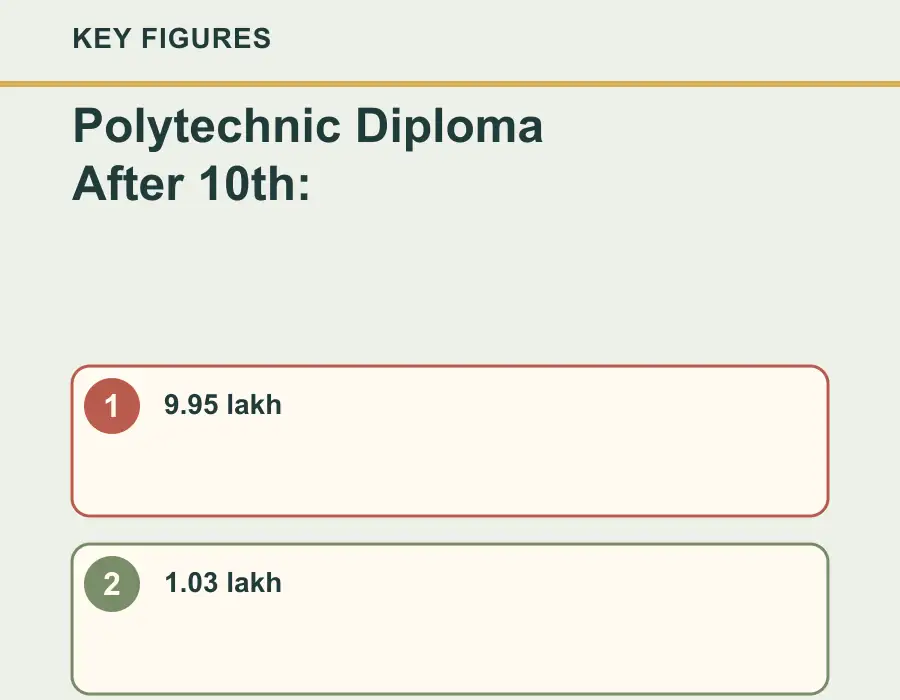 KEY FIGURES
Polytechnic Diploma
After 10th:
1
9.95 lakh
2
1.03 lakh